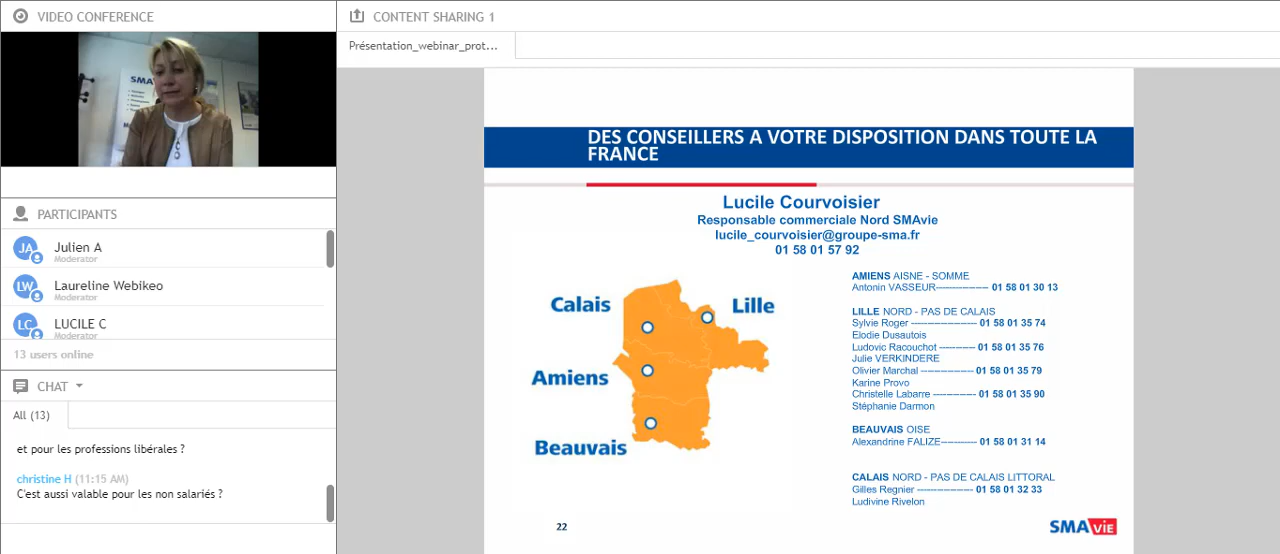 VIDEO CONFERENCE
SMA
PARTICIPANTS
JA
Julien A
Moderator
LW
Laureline Webikeo
Moderator
LC
LUCILE C
Moderator
13 users online
CHAT
All (13)
et pour les professions libérales ?
christine H (11:15 AM)
C'est aussi valable pour les non salariés ?
CONTENT SHARING 1
Présentation_webinar_prot...
DES CONSEILLERS A VOTRE DISPOSITION DANS TOUTE LA
FRANCE
Lucile Courvoisier
Responsable commerciale Nord SMAvie
lucile_courvoisier@groupe-sma.fr
01 58 01 57 92
Calais
Lille
Amiens
Beauvais
AMIENS AISNE - SOMME
Antonin VASSEUR---------------- 01 58 01 30 13
LILLE NORD - PAS DE CALAIS
Sylvie Roger --------------------- 01 58 01 35 74
Elodie Dusautois
Ludovic Racouchot ------------ 01 58 01 35 76
Julie VERKINDERE
Olivier Marchal ----------------- 01 58 01 35 79
Karine Provo
Christelle Labarre -------------- 01 58 01 35 90
Stéphanie Darmon
BEAUVAIS OISE
Alexandrine FALIZE----------- 01 58 01 31 14
CALAIS NORD - PAS DE CALAIS LITTORAL
Gilles Regnier ------------------ 01 58 01 32 33
Ludivine Rivelon
22
SMAVIE